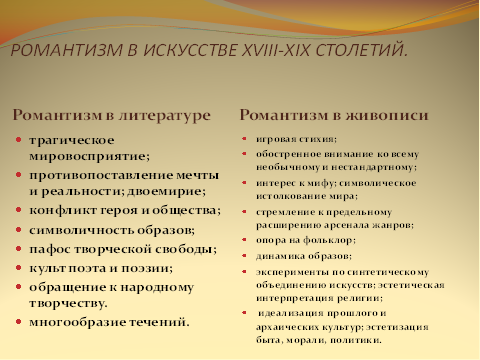 РОМАНТИЗМ В ИСКУССТВЕ XVIII-XIX СТОЛЕТИЙ.
Романтизм в литературе
трагическое
мировосприятие;
противопоставление мечты
и реальности; двоемирие;
конфликт героя и общества;
символичность образов;
пафос творческой свободы;
культ поэта и поэзии;
обращение к народному
творчеству.
многообразие течений.
Романтизм в живописи
игровая стихия;
обостренное внимание ко всему
необычному и нестандартному;
интерес к мифу; символическое
истолкование мира;
стремление к предельному
расширению арсенала жанров;
опора на фольклор;
динамика образов;
эксперименты по синтетическому
объединению искусств; эстетическая
интерпретация религии;
идеализация прошлого и
архаических культур; эстетизация
быта, морали, политики.